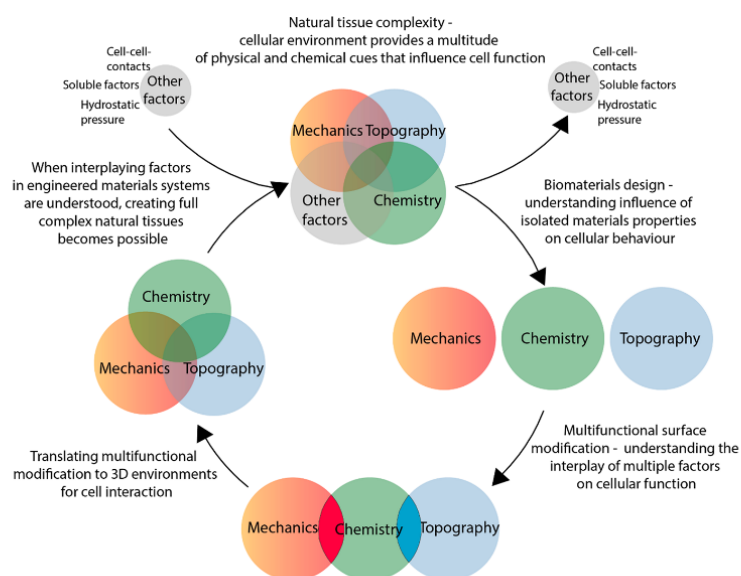 Natural tissue complexity -
cellular environment provides a multitude
of physical and chemical cues that influence cell function
Cell-cell-
contacts
Soluble factors
Hydrostatic
pressure
Other
factors
Mechanics
Topography
Other
factors
Chemistry
Other
factors
Cell-cell-
contacts
Soluble factors
Hydrostatic
pressure
When interplaying factors
in engineered materials systems
are understood, creating full
complex natural tissues
becomes possible
Biomaterials design -
understanding influence of
isolated materials properties
on cellular behaviour
Chemistry
Mechanics
Topography
Mechanics
Chemistry
Topography
Translating multifunctional
modification to 3D environments
for cell interaction
Multifunctional surface
modification - understanding the
interplay of multiple factors
on cellular function
Mechanics
Chemistry
Topography